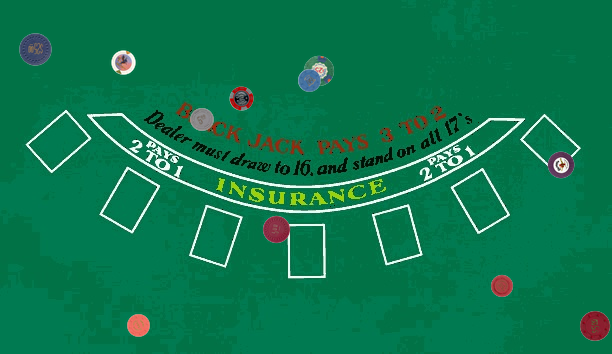 B CK JACK PAYS 3 TO 2
Dealer must draw to 16, and stand on all 17's
PAYS
2 TO 1
INSURANCE
PAYS
2 TO 1